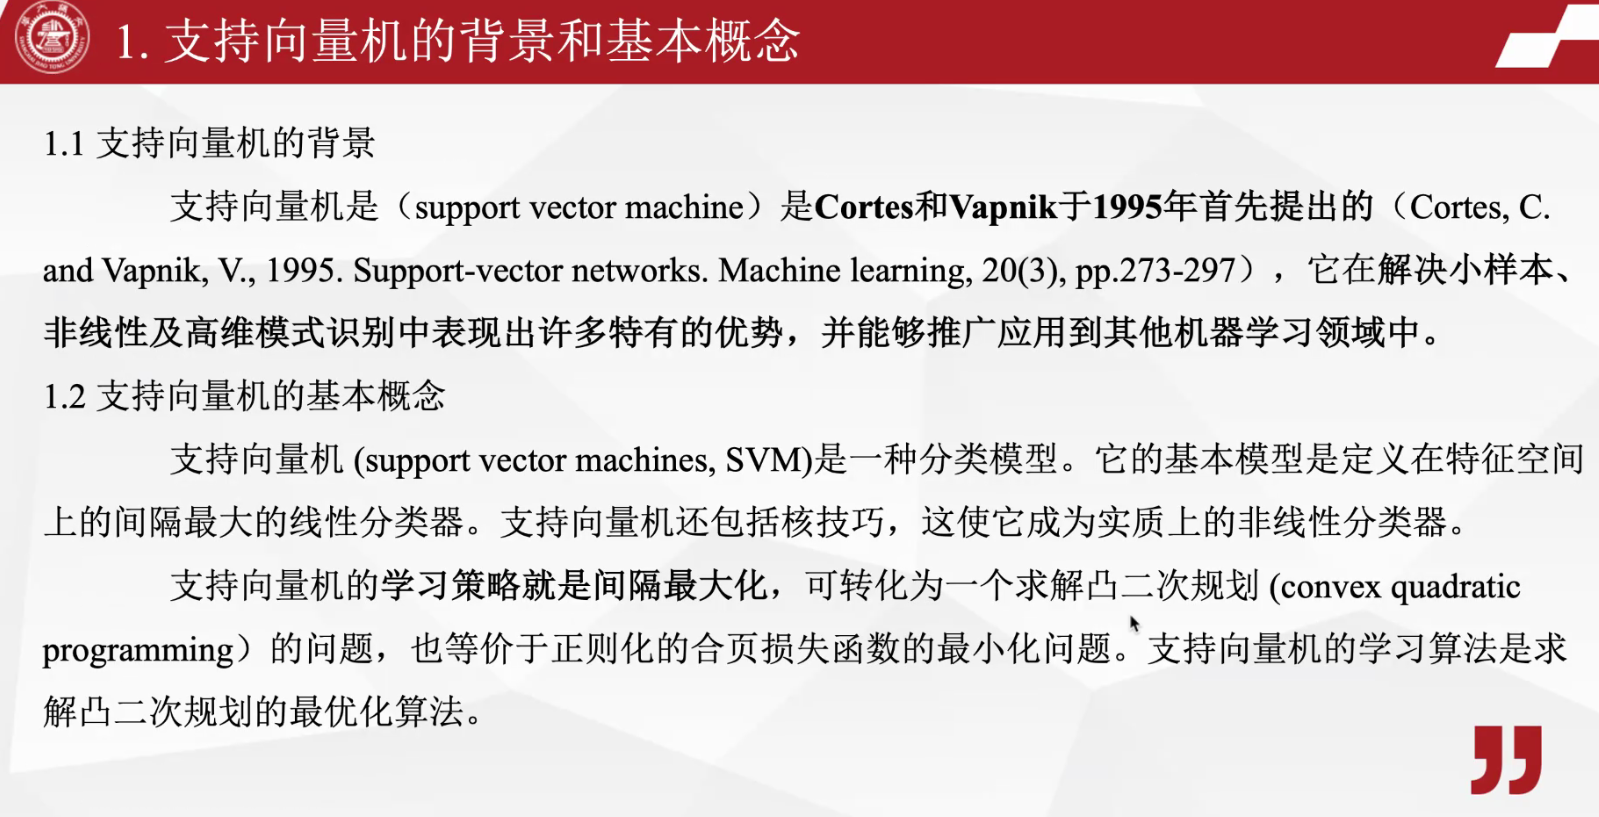 1. 支持向量机的背景和基本概念
1.1 支持向量机的背景
支持向量机是（support vector machine）是Cortes和Vapnik于1995年首先提出的（Cortes, C.
and Vapnik, V., 1995. Support-vector networks. Machine learning, 20(3), pp.273-297），它在解决小样本、
非线性及高维模式识别中表现出许多特有的优势，并能够推广应用到其他机器学习领域中。
1.2 支持向量机的基本概念
支持向量机 (support vector machines, SVM)是一种分类模型。它的基本模型是定义在特征空间
上的间隔最大的线性分类器。支持向量机还包括核技巧，这使它成为实质上的非线性分类器。
支持向量机的学习策略就是间隔最大化，可转化为一个求解凸二次规划 (convex quadratic
programming）的问题，也等价于正则化的合页损失函数的最小化问题。支持向量机的学习算法是求
解凸二次规划的最优化算法。